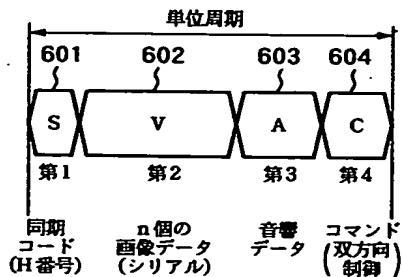 単位周期
601 602 603 604
S V A C
第1 第2 第3 第4
同期 n個の 音響 コマンド
コード 画像データ データ (双方向
(H番号) (シリアル) 制御)